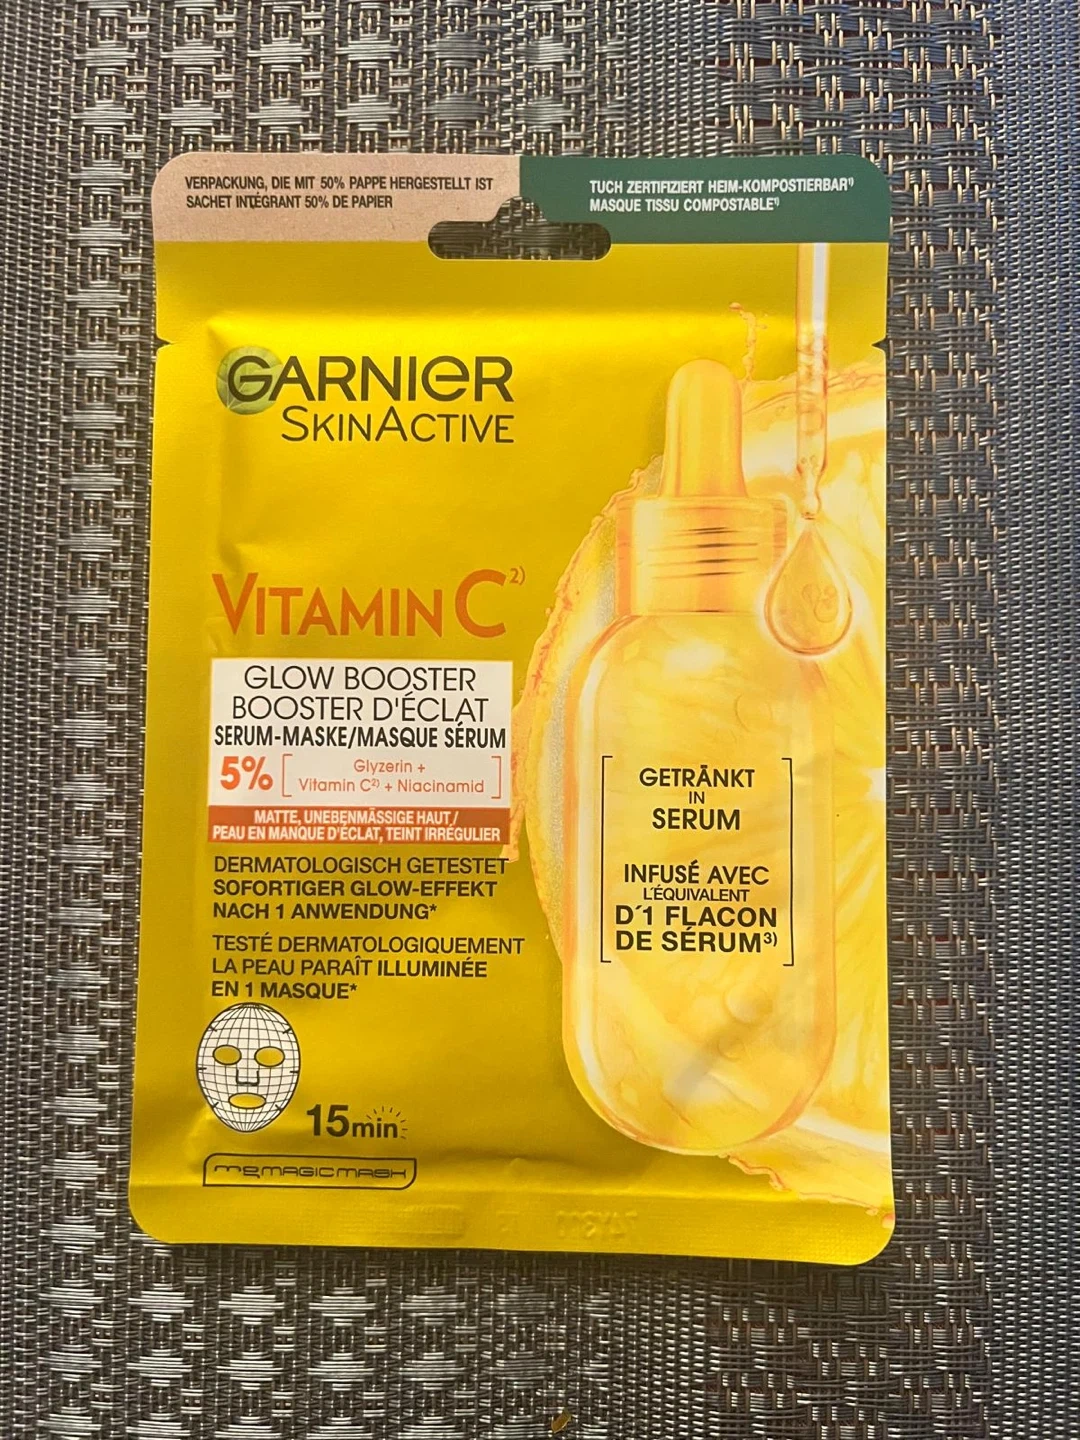 VERPACKUNG, DIE MIT 50% PAPPE HERGESTELLT IST
SACHET INTÉGRANT 50% DE PAPIER
TUCH ZERTIFIZIERT HEIM-KOMPOSTIERBAR¹⁾
MASQUE TISSU COMPOSTABLE¹⁾
GARNIER
SKINACTIVE
VITAMIN C²⁾
GLOW BOOSTER
BOOSTER D'ÉCLAT
SERUM-MASKE/MASQUE SÉRUM
5% [Glyzerin +
Vitamin C²⁾ + Niacinamid]
MATTE, UNEBENMÄSSIGE HAUT/
PEAU EN MANQUE D'ÉCLAT, TEINT IRRÉGULIER
DERMATOLOGISCH GETESTET
SOFORTIGER GLOW-EFFEKT
NACH 1 ANWENDUNG*
TESTÉ DERMATOLOGIQUEMENT
LA PEAU PARAÎT ILLUMINÉE
EN 1 MASQUE*
15min
MAGICMASK
GETRÄNKT
IN
SERUM
INFUSÉ AVEC
L'ÉQUIVALENT
D'1 FLACON
DE SÉRUM³⁾